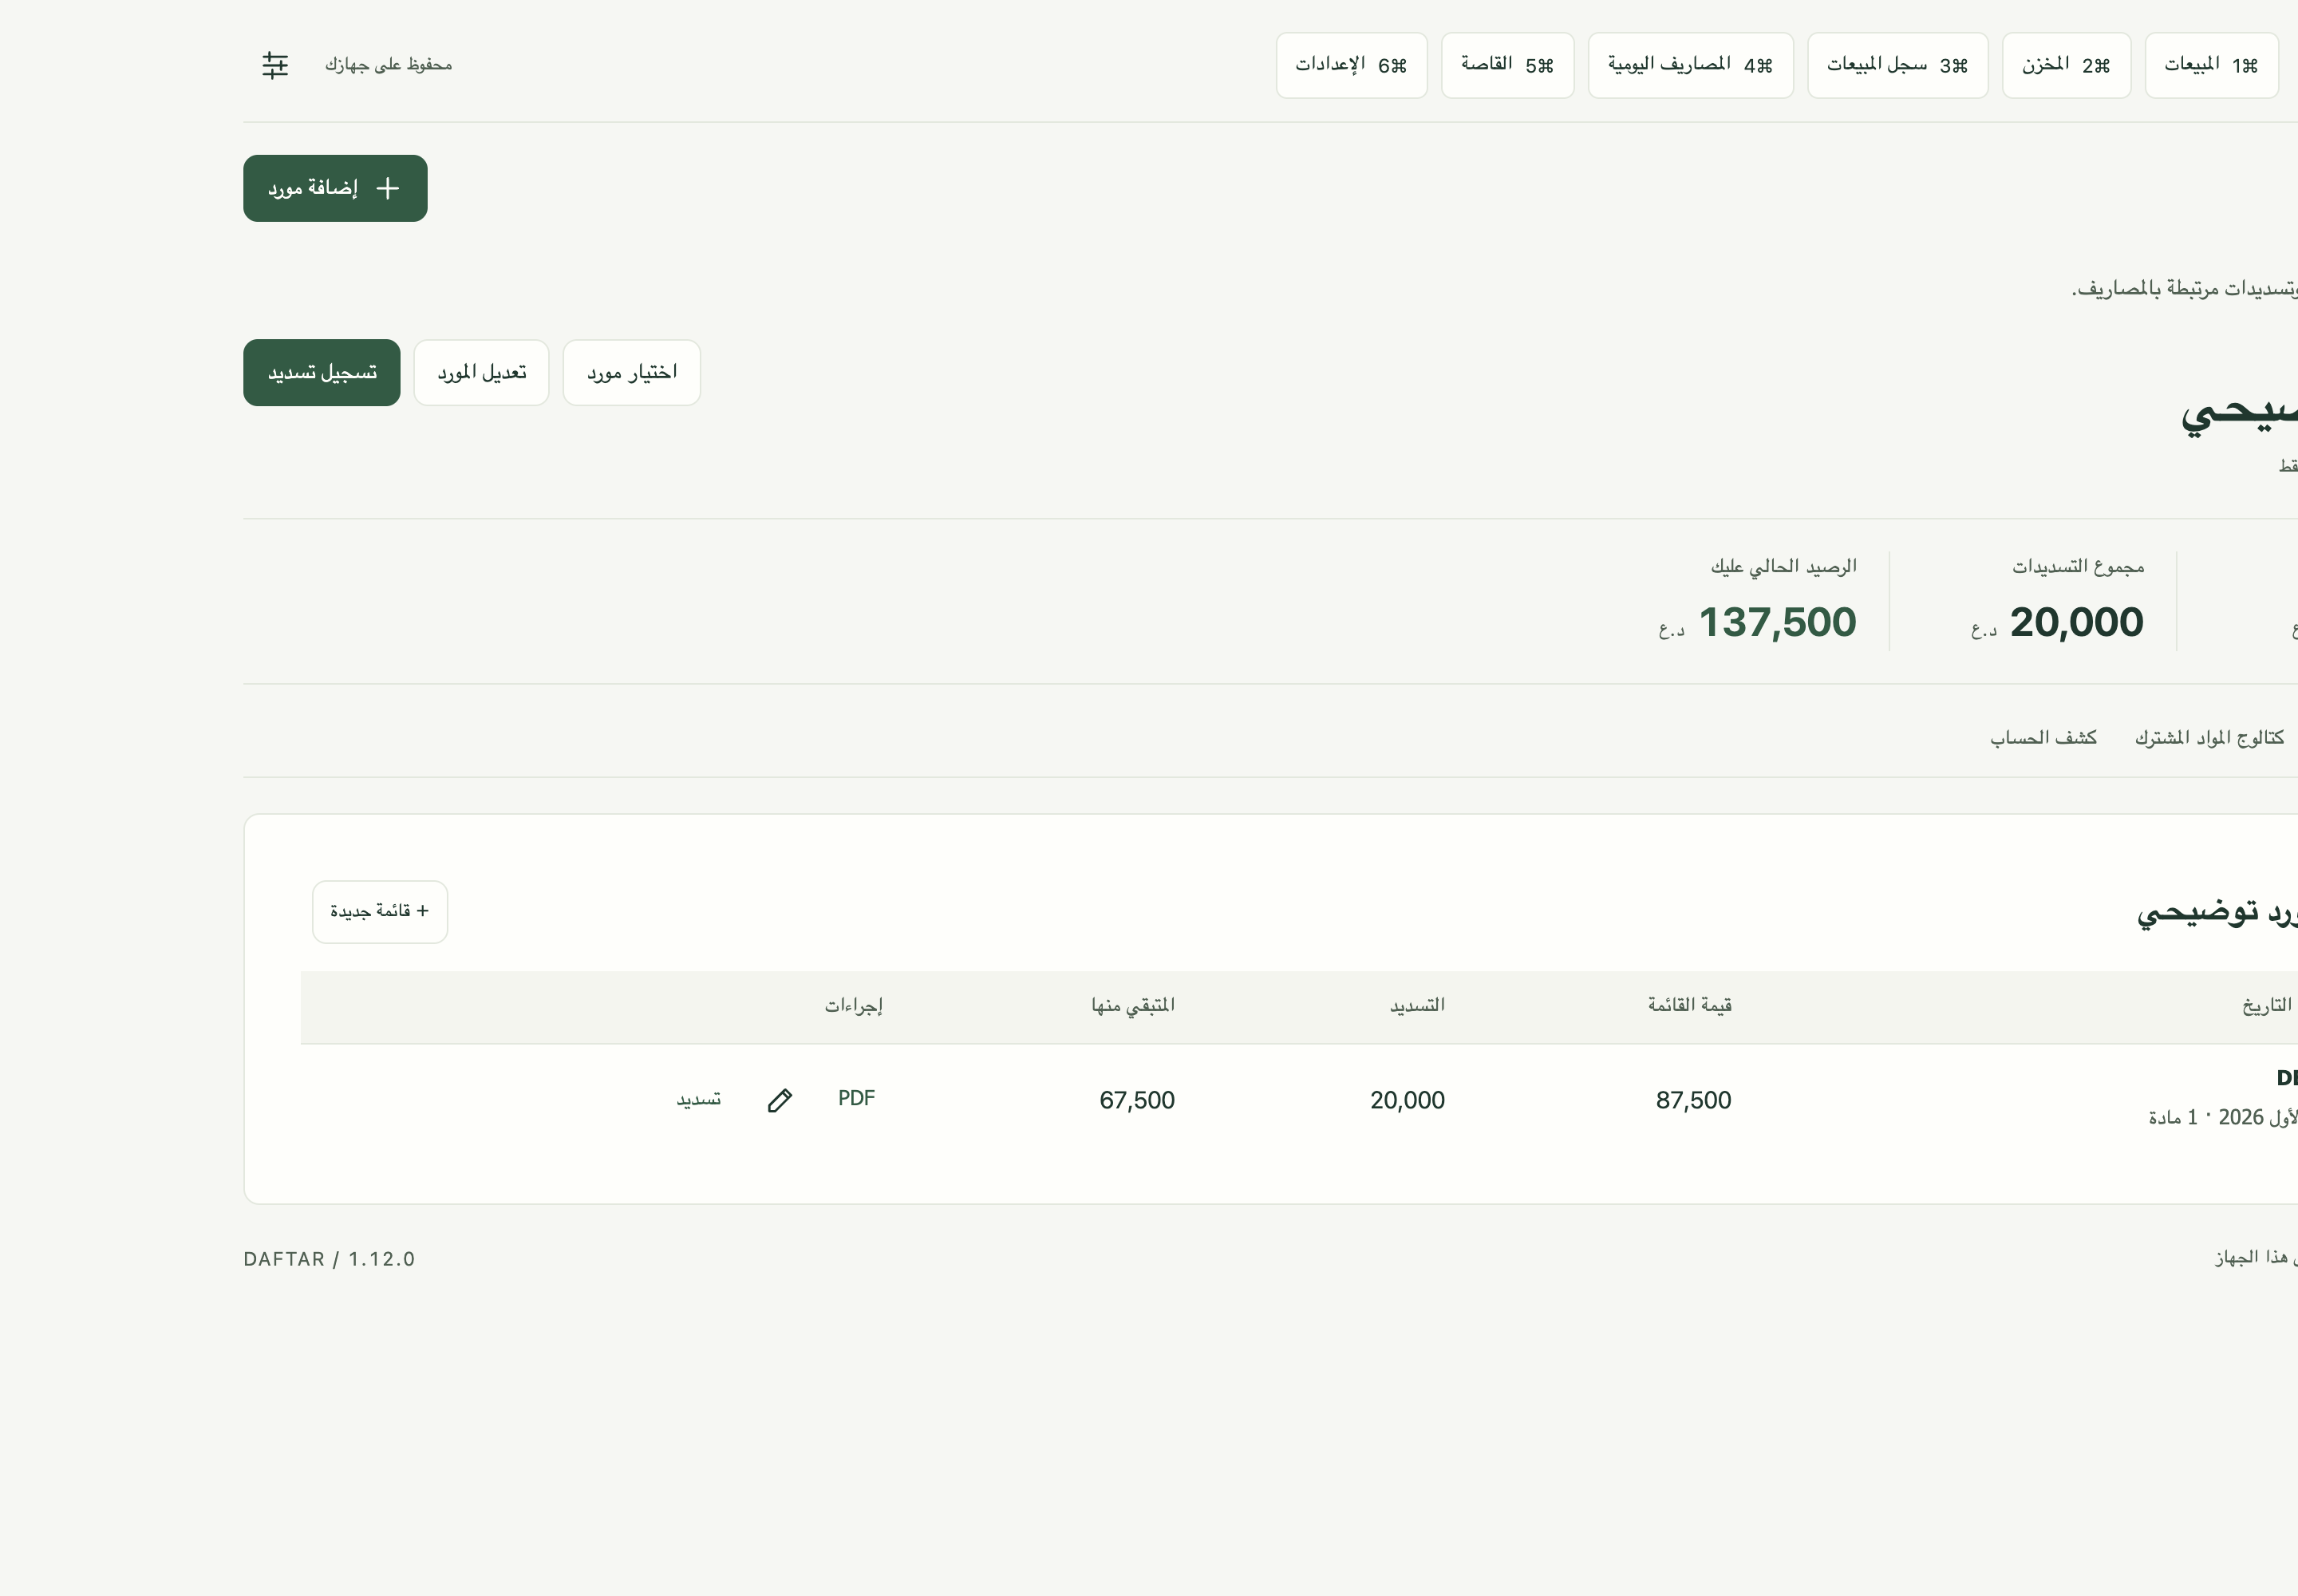 ⌘1 المبيعات
⌘2 المخزن
⌘3 سجل المبيعات
⌘4 المصاريف اليومية
⌘5 القاصة
⌘6 الإعدادات
محفوظ على جهازك
+ إضافة مورد
وتسديدات مرتبطة بالمصاريف.
اختيار مورد
تعديل المورد
تسجيل تسديد
مجموع التسديدات
20,000 د.ع
الرصيد الحالي عليك
137,500 د.ع
كتالوج المواد المشترك
كشف الحساب
توضيحي
+ قائمة جديدة
التاريخ
قيمة القائمة
التسديد
المتبقي منها
إجراءات
2026 · 1 مادة
87,500
20,000
67,500
PDF
تسديد
هذا الجهاز
DAFTAR / 1.12.0